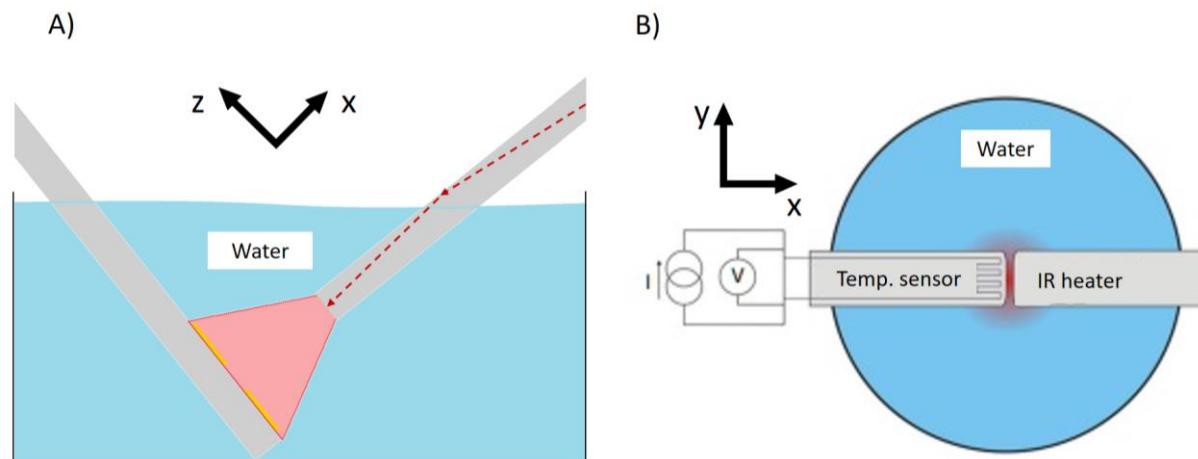 A)
z
x
Water
B)
y
x
Water
I
V
Temp. sensor
IR heater